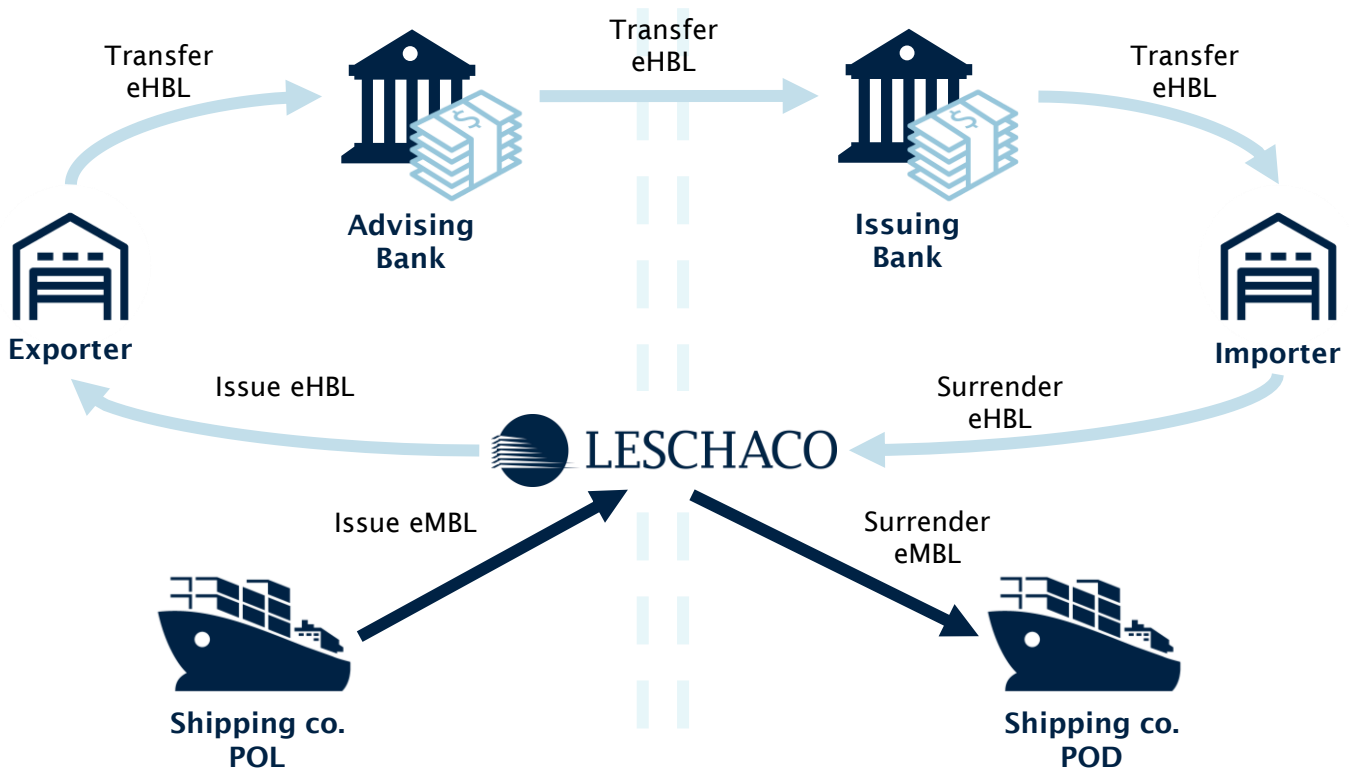 Transfer
eHBL
Transfer
eHBL
Transfer
eHBL
Advising
Bank
Issuing
Bank
Exporter
Importer
Issue eHBL
Surrender
eHBL
LESCHACO
Issue eMBL
Surrender
eMBL
Shipping co.
POL
Shipping co.
POD